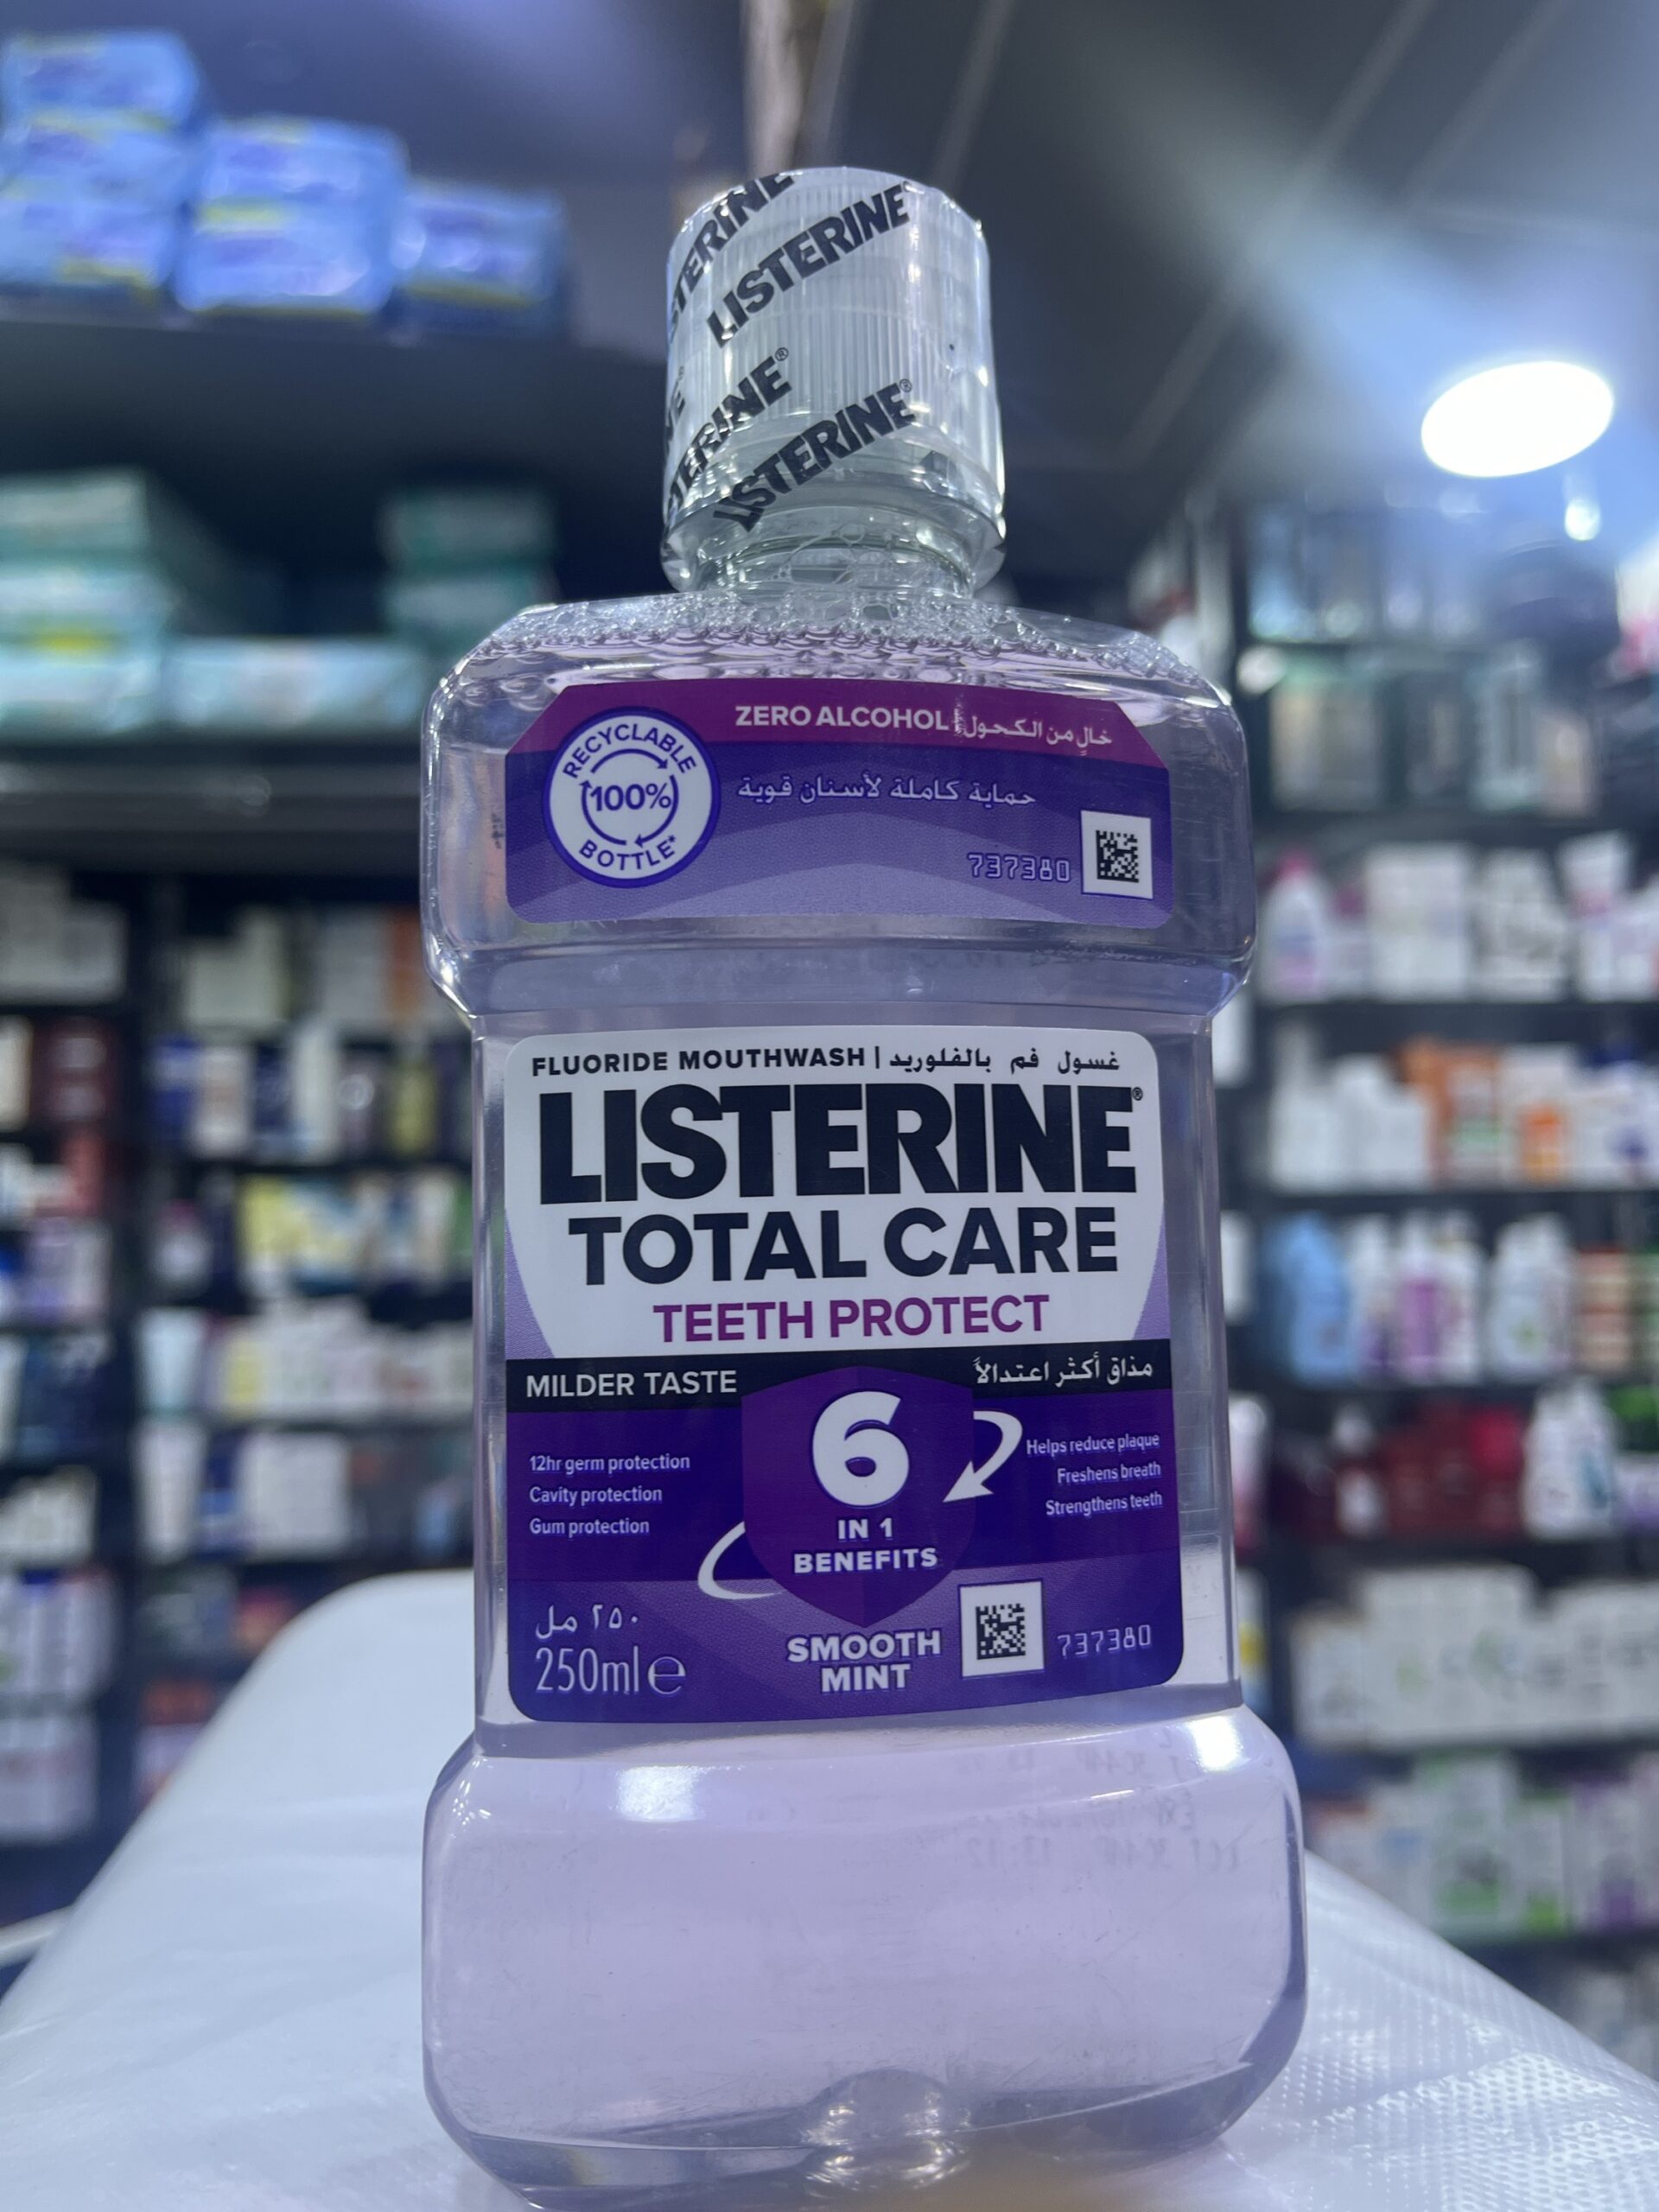 LISTERINE
LISTERINE®
LISTERINE®
ZERO ALCOHOL | خالٍ من الكحول
RECYCLABLE
100%
BOTTLE*
حماية كاملة لأسنان قوية
737380
FLUORIDE MOUTHWASH | غسول فم بالفلوريد
LISTERINE®
TOTAL CARE
TEETH PROTECT
MILDER TASTE
مذاق أكثر اعتدالاً
6
IN 1
BENEFITS
12hr germ protection
Cavity protection
Gum protection
Helps reduce plaque
Freshens breath
Strengthens teeth
٢٥٠ مل
250ml e
SMOOTH
MINT
737380